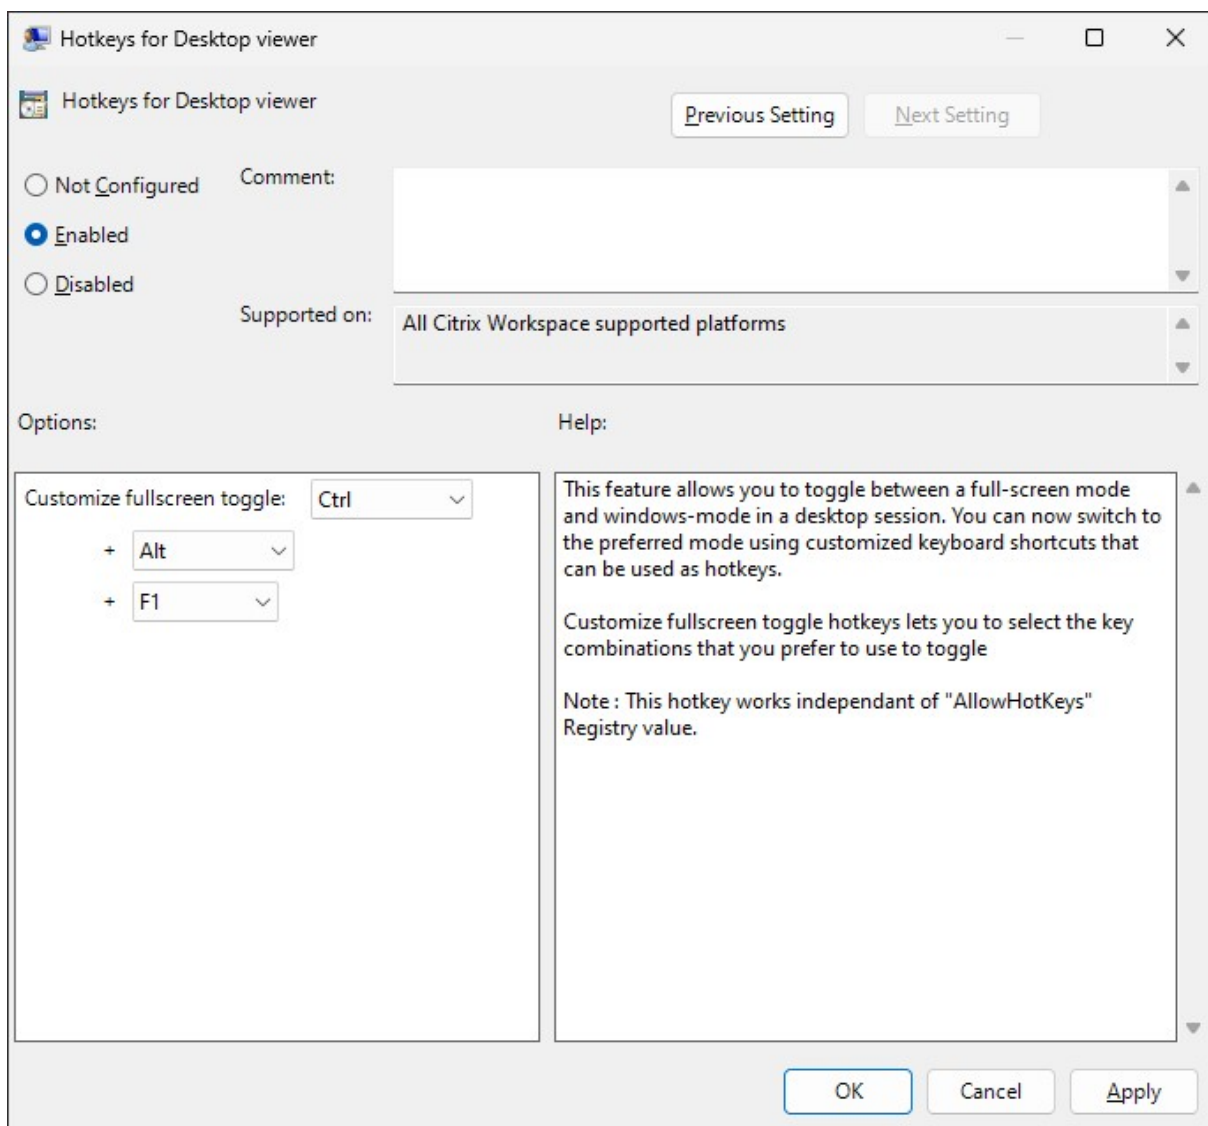 Hotkeys for Desktop viewer
Hotkeys for Desktop viewer
Previous Setting
Next Setting
Not Configured
Enabled
Disabled
Comment:
Supported on:
All Citrix Workspace supported platforms
Options:
Help:
Customize fullscreen toggle: Ctrl
+ Alt
+ F1
This feature allows you to toggle between a full-screen mode
and windows-mode in a desktop session. You can now switch to
the preferred mode using customized keyboard shortcuts that
can be used as hotkeys.
Customize fullscreen toggle hotkeys lets you to select the key
combinations that you prefer to use to toggle
Note : This hotkey works independant of "AllowHotKeys"
Registry value.
OK
Cancel
Apply